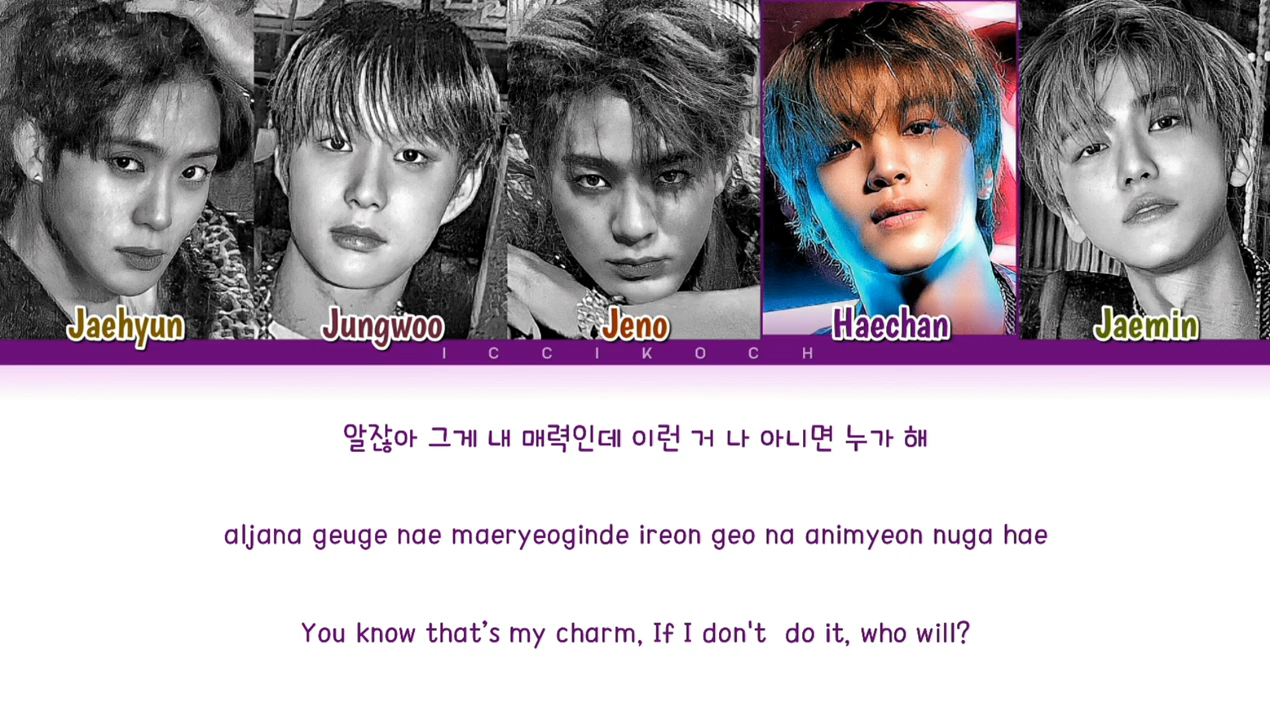 Jaehyun Jungwoo Jeno Haechan Jaemin
ICCIKOCH
알잖아 그게 내 매력인데 이런 거 나 아니면 누가 해
aljana geuge nae maeryeoginde ireon geo na animyeon nuga hae
You know that’s my charm, If I don't  do it, who will?